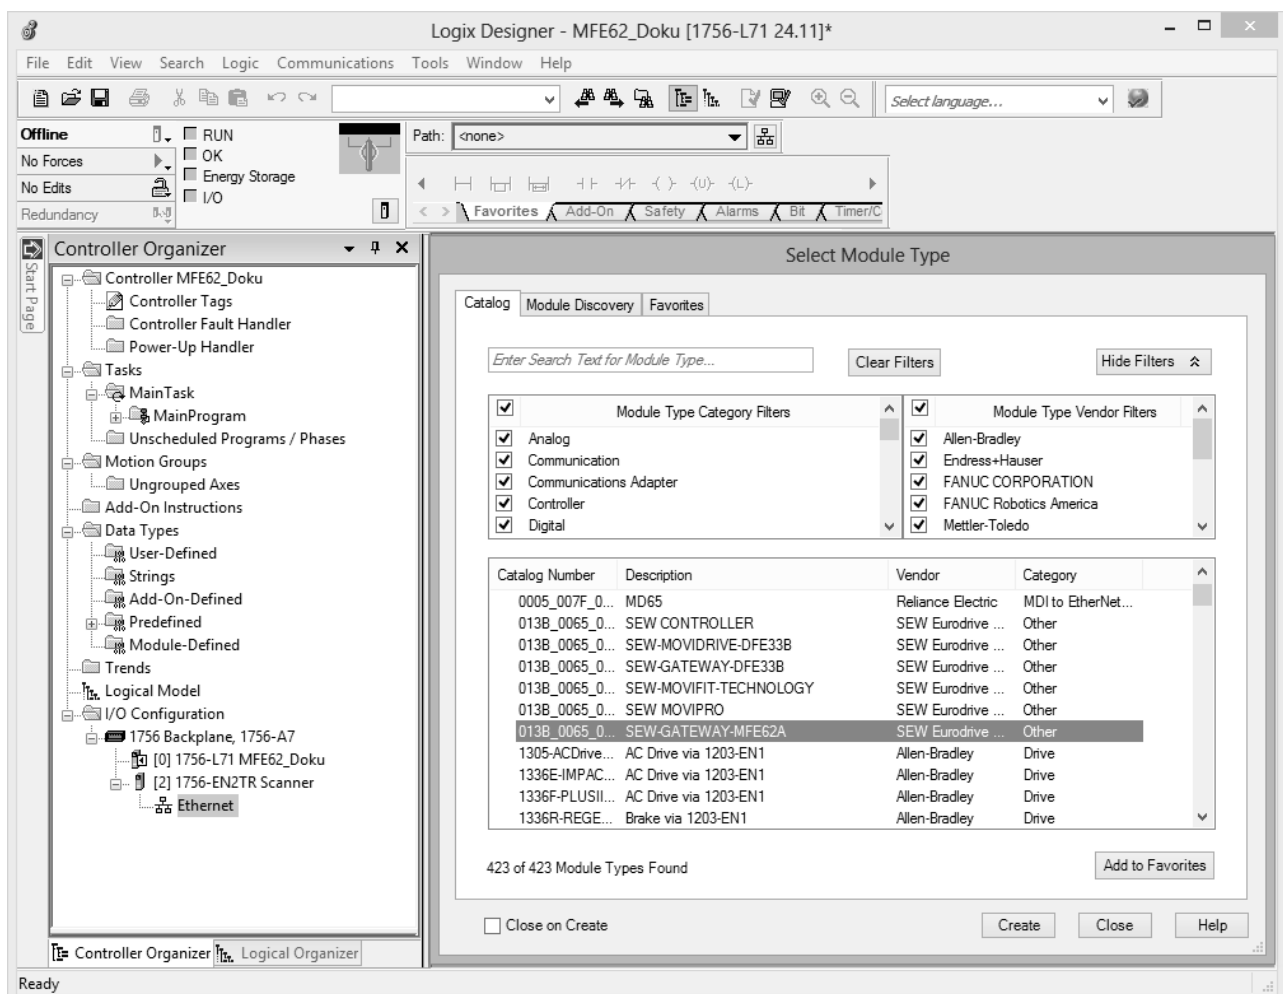 Logix Designer - MFE62_Doku [1756-L71 24.11]*
File Edit View Search Logic Communications Tools Window Help
Select language...
Offline
RUN
No Forces
OK
No Edits
Energy Storage
Redundancy
I/O
Path: <none>
Favorites Add-On Safety Alarms Bit Timer/C
Start Page
Controller Organizer
Controller MFE62_Doku
Controller Tags
Controller Fault Handler
Power-Up Handler
Tasks
MainTask
MainProgram
Unscheduled Programs / Phases
Motion Groups
Ungrouped Axes
Add-On Instructions
Data Types
User-Defined
Strings
Add-On-Defined
Predefined
Module-Defined
Trends
Logical Model
I/O Configuration
1756 Backplane, 1756-A7
[0] 1756-L71 MFE62_Doku
[2] 1756-EN2TR Scanner
Ethernet
Controller Organizer Logical Organizer
Select Module Type
Catalog Module Discovery Favorites
Enter Search Text for Module Type... Clear Filters Hide Filters
Module Type Category Filters
Analog
Communication
Communications Adapter
Controller
Digital
Module Type Vendor Filters
Allen-Bradley
Endress+Hauser
FANUC CORPORATION
FANUC Robotics America
Mettler-Toledo
Catalog Number Description Vendor Category
0005_007F_0... MD65 Reliance Electric MDI to EtherNet...
013B_0065_0... SEW CONTROLLER SEW Eurodrive ... Other
013B_0065_0... SEW-MOVIDRIVE-DFE33B SEW Eurodrive ... Other
013B_0065_0... SEW-GATEWAY-DFE33B SEW Eurodrive ... Other
013B_0065_0... SEW-MOVIFIT-TECHNOLOGY SEW Eurodrive ... Other
013B_0065_0... SEW MOVIPRO SEW Eurodrive ... Other
013B_0065_0... SEW-GATEWAY-MFE62A SEW Eurodrive ... Other
1305-ACDrive... AC Drive via 1203-EN1 Allen-Bradley Drive
1336E-IMPAC... AC Drive via 1203-EN1 Allen-Bradley Drive
1336F-PLUSII... AC Drive via 1203-EN1 Allen-Bradley Drive
1336R-REGE... Brake via 1203-EN1 Allen-Bradley Drive
423 of 423 Module Types Found
Add to Favorites
Close on Create Create Close Help
Ready